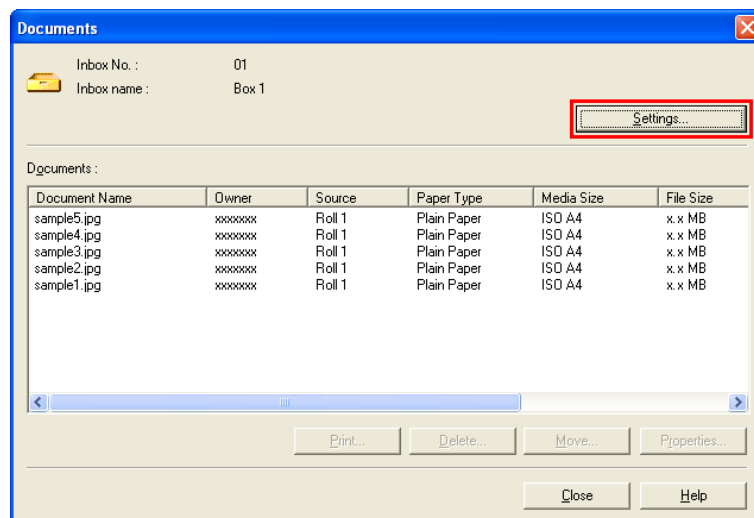 Documents
Inbox No. : 01
Inbox name : Box 1
Settings...
Documents :
Document Name Owner Source Paper Type Media Size File Size
sample5.jpg xxxxxxx Roll 1 Plain Paper ISO A4 x.x MB
sample4.jpg xxxxxxx Roll 1 Plain Paper ISO A4 x.x MB
sample3.jpg xxxxxxx Roll 1 Plain Paper ISO A4 x.x MB
sample2.jpg xxxxxxx Roll 1 Plain Paper ISO A4 x.x MB
sample1.jpg xxxxxxx Roll 1 Plain Paper ISO A4 x.x MB
Print... Delete... Move... Properties...
Close Help